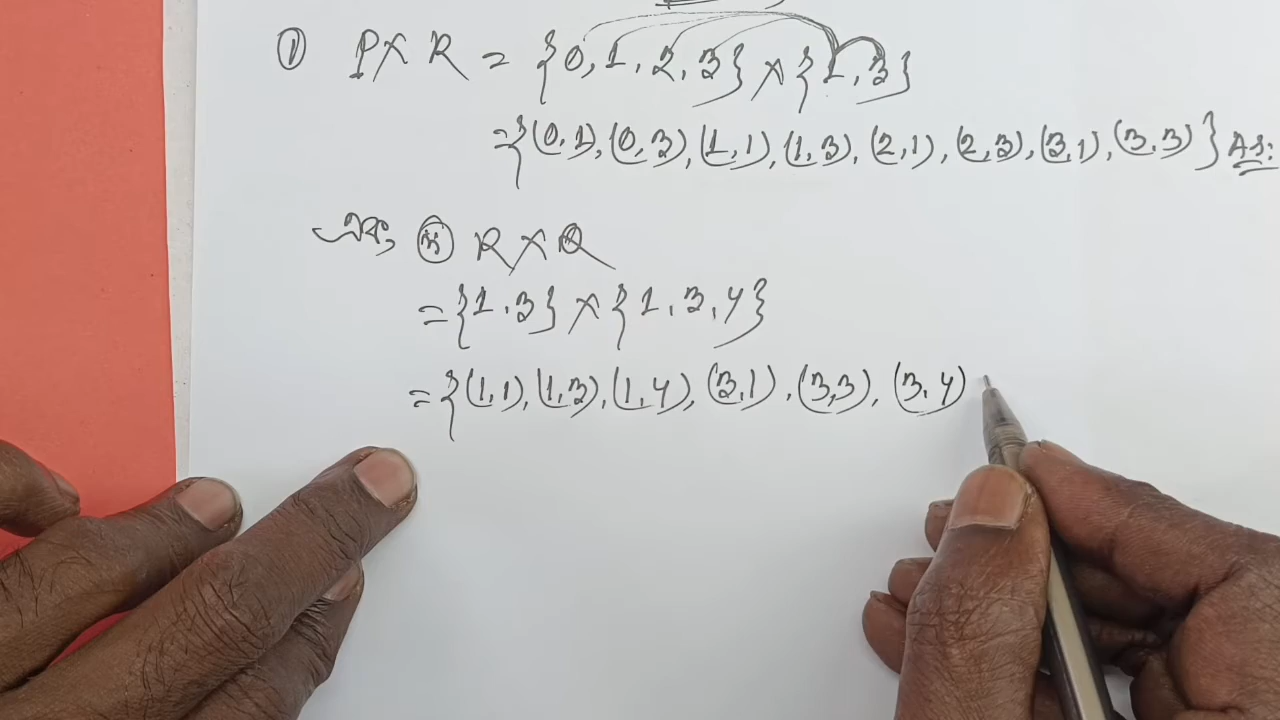 ① P×R = {0, 1, 2, 3} × {1, 3}
= {(0, 1), (0, 3), (1, 1), (1, 3), (2, 1), (2, 3), (3, 1), (3, 3)} As:
R×Q
= {1, 3} × {1, 3, 4}
= {(1, 1), (1, 3), (1, 4), (3, 1), (3, 3), (3, 4)